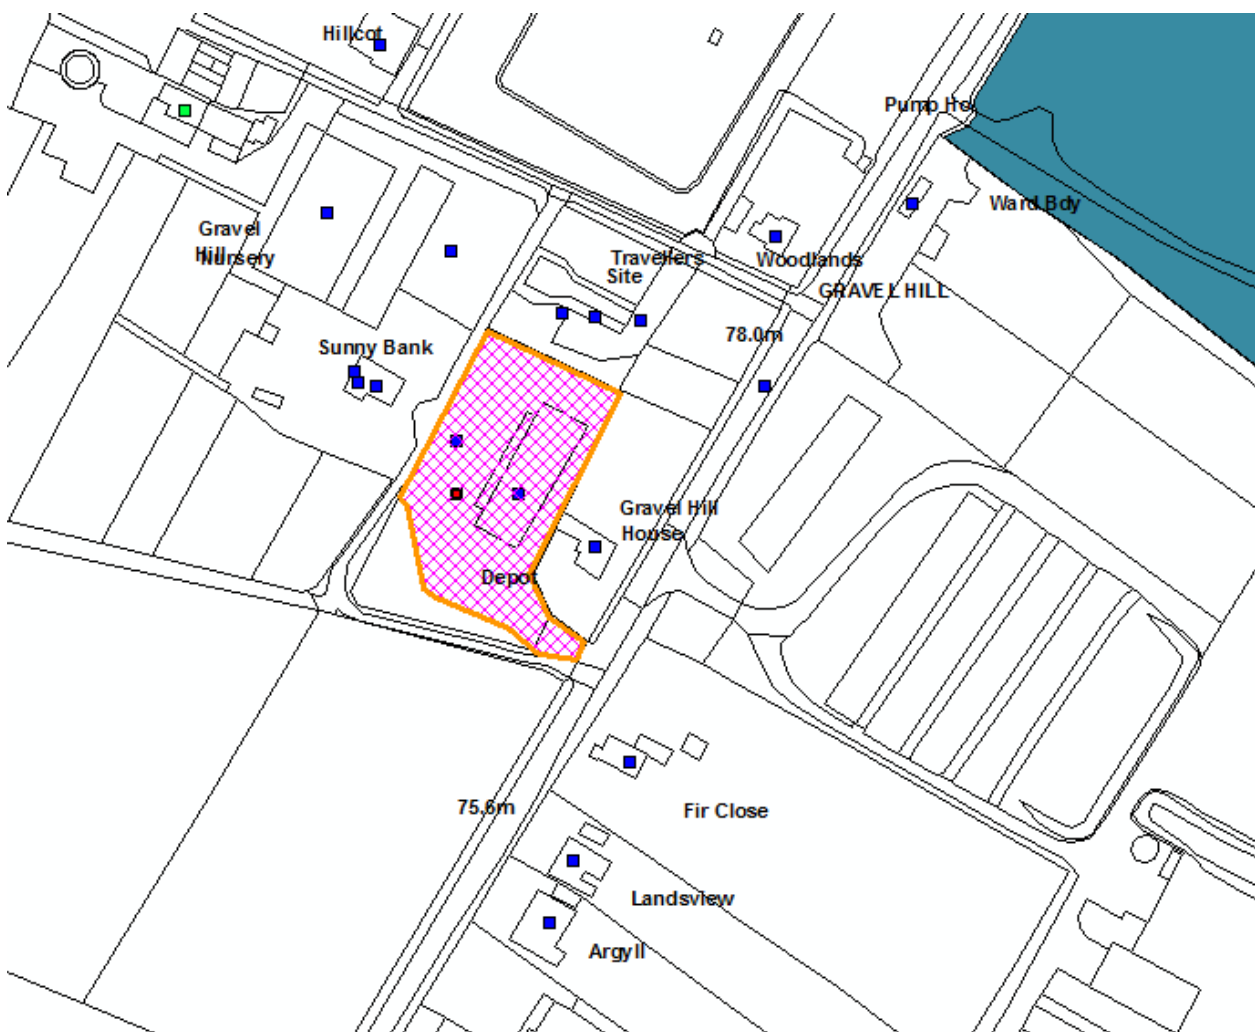 Hillcot
Pump Ho
Ward Bdy
Gravel
Hill
Nursery
Travellers
Site
Woodlands
GRAVEL HILL
78.0m
Sunny Bank
Gravel Hill
House
Depot
75.6m
Fir Close
Landsview
Argyll